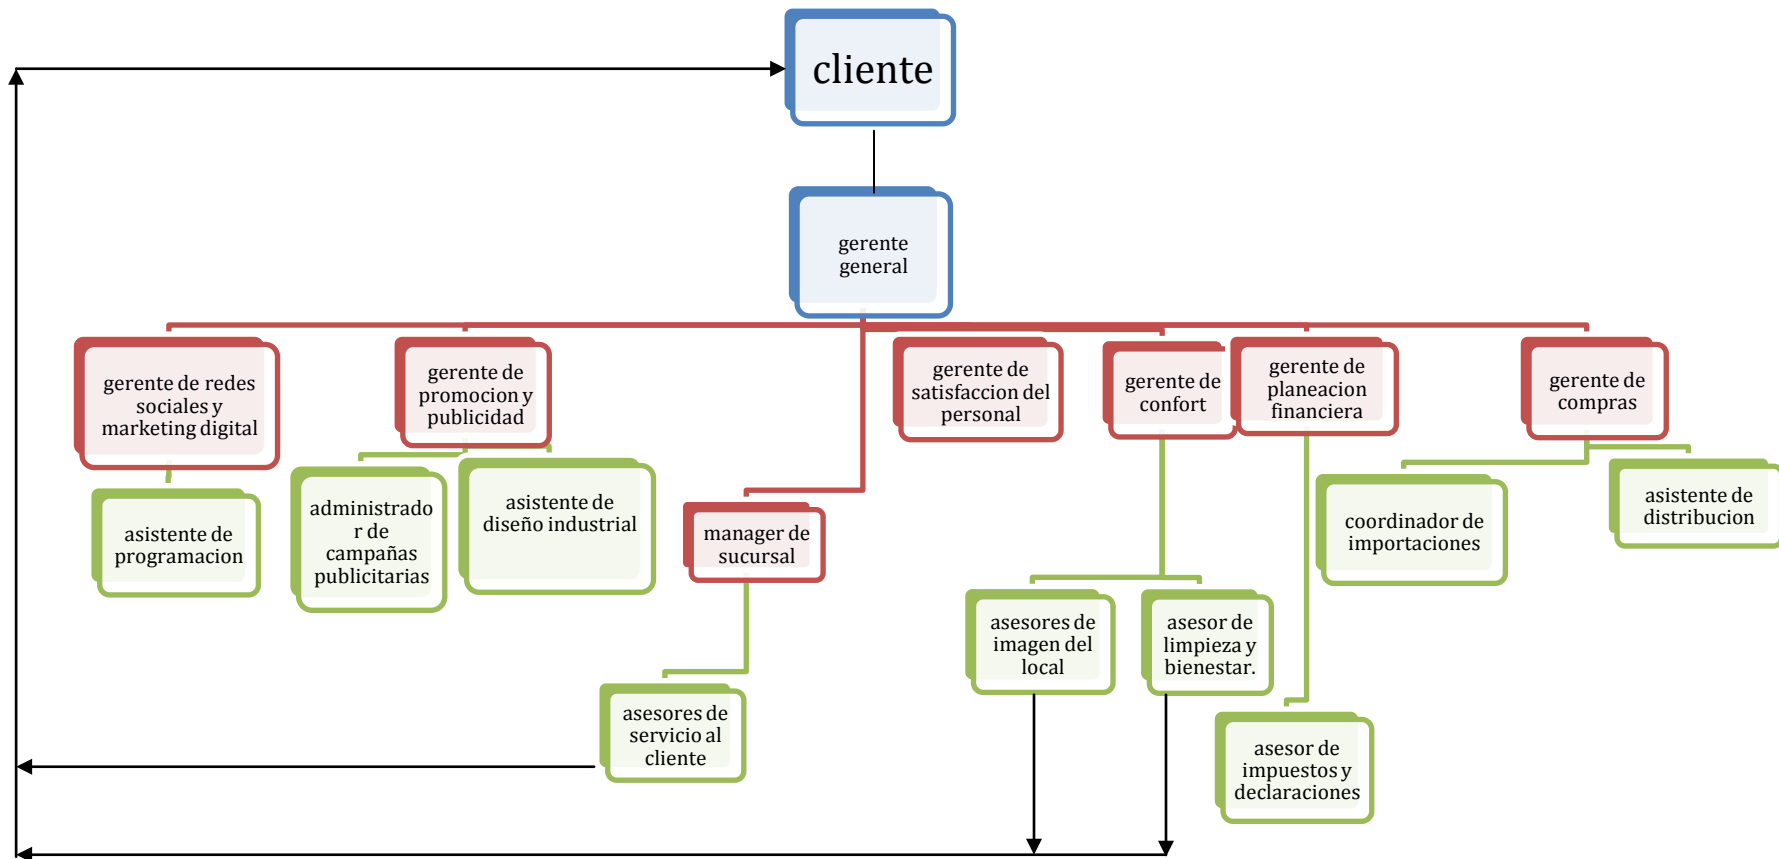 cliente
gerente
general
gerente de redes
sociales y
marketing digital
gerente de
promocion y
publicidad
gerente de
satisfaccion del
personal
gerente de
confort
gerente de
planeacion
financiera
gerente de
compras
asistente de
programacion
administrado
r de
campañas
publicitarias
asistente de
diseño industrial
manager de
sucursal
coordinador de
importaciones
asistente de
distribucion
asesores de
imagen del
local
asesor de
limpieza y
bienestar.
asesores de
servicio al
cliente
asesor de
impuestos y
declaraciones